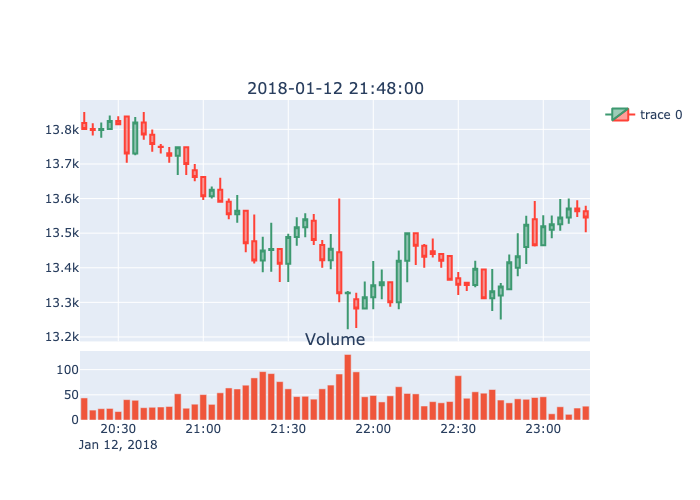 2018-01-12 21:48:00
trace 0
13.8k
13.7k
13.6k
13.5k
13.4k
13.3k
13.2k
Volume
100
50
0
20:30 21:00 21:30 22:00 22:30 23:00
Jan 12, 2018